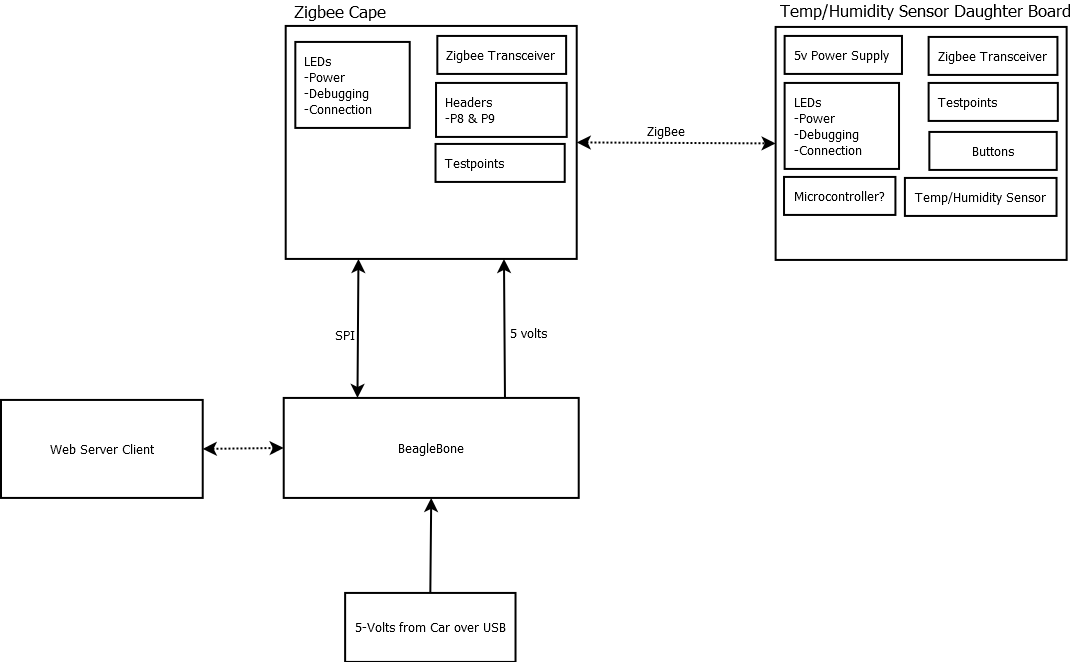 Zigbee Cape
LEDs
-Power
-Debugging
-Connection
Zigbee Transceiver
Headers
-P8 & P9
Testpoints
ZigBee
Temp/Humidity Sensor Daughter Board
5v Power Supply
Zigbee Transceiver
LEDs
-Power
-Debugging
-Connection
Testpoints
Buttons
Microcontroller?
Temp/Humidity Sensor
SPI
5 volts
Web Server Client
BeagleBone
5-Volts from Car over USB